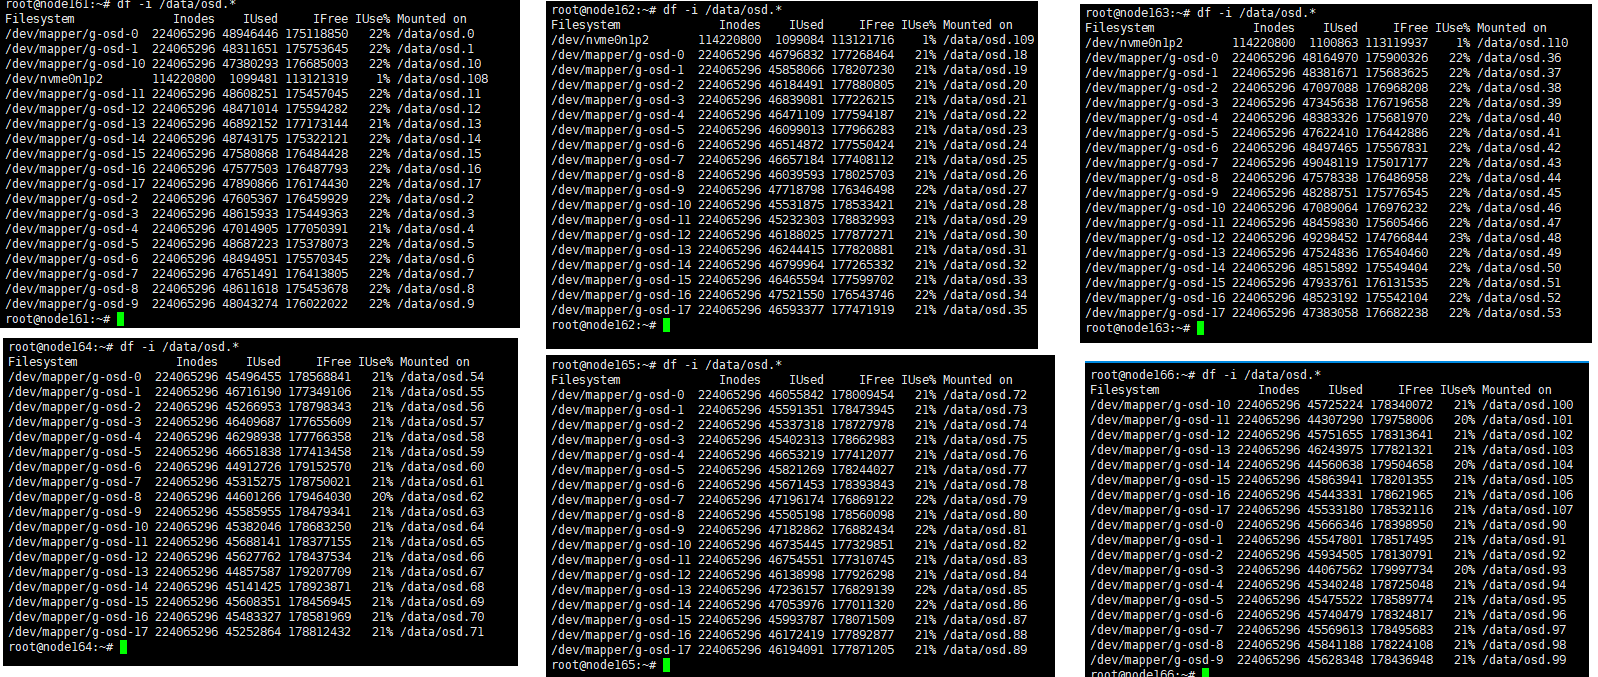 root@node161:~# df -i /data/osd.*
Filesystem Inodes IUsed IFree IUse% Mounted on
/dev/mapper/g-osd-0 224065296 48946446 175118850 22% /data/osd.0
/dev/mapper/g-osd-1 224065296 48311651 175753645 22% /data/osd.1
/dev/mapper/g-osd-10 224065296 47380293 176685003 22% /data/osd.10
/dev/nvme0n1p2 114220800 1099481 113121319 1% /data/osd.108
/dev/mapper/g-osd-11 224065296 48608251 175457045 22% /data/osd.11
/dev/mapper/g-osd-12 224065296 48471014 175594282 22% /data/osd.12
/dev/mapper/g-osd-13 224065296 46892152 177173144 21% /data/osd.13
/dev/mapper/g-osd-14 224065296 48743175 175322121 22% /data/osd.14
/dev/mapper/g-osd-15 224065296 47580868 176484428 22% /data/osd.15
/dev/mapper/g-osd-16 224065296 47577503 176487793 22% /data/osd.16
/dev/mapper/g-osd-17 224065296 47890866 176174430 22% /data/osd.17
/dev/mapper/g-osd-2 224065296 47605367 176459929 22% /data/osd.2
/dev/mapper/g-osd-3 224065296 48615933 175449363 22% /data/osd.3
/dev/mapper/g-osd-4 224065296 47014905 177050391 21% /data/osd.4
/dev/mapper/g-osd-5 224065296 48687223 175378073 22% /data/osd.5
/dev/mapper/g-osd-6 224065296 48494951 175570345 22% /data/osd.6
/dev/mapper/g-osd-7 224065296 47651491 176413805 22% /data/osd.7
/dev/mapper/g-osd-8 224065296 48611618 175453678 22% /data/osd.8
/dev/mapper/g-osd-9 224065296 48043274 176022022 22% /data/osd.9
root@node161:~#
root@node162:~# df -i /data/osd.*
Filesystem Inodes IUsed IFree IUse% Mounted on
/dev/nvme0n1p2 114220800 1099084 113121716 1% /data/osd.109
/dev/mapper/g-osd-0 224065296 46796832 177268464 21% /data/osd.18
/dev/mapper/g-osd-1 224065296 45858066 178207230 21% /data/osd.19
/dev/mapper/g-osd-2 224065296 46184491 177880805 21% /data/osd.20
/dev/mapper/g-osd-3 224065296 46839081 177226215 21% /data/osd.21
/dev/mapper/g-osd-4 224065296 46471109 177594187 21% /data/osd.22
/dev/mapper/g-osd-5 224065296 46099013 177966283 21% /data/osd.23
/dev/mapper/g-osd-6 224065296 46514872 177550424 21% /data/osd.24
/dev/mapper/g-osd-7 224065296 46657184 177408112 21% /data/osd.25
/dev/mapper/g-osd-8 224065296 46039593 178025703 21% /data/osd.26
/dev/mapper/g-osd-9 224065296 47718798 176346498 22% /data/osd.27
/dev/mapper/g-osd-10 224065296 45531875 178533421 21% /data/osd.28
/dev/mapper/g-osd-11 224065296 45232303 178832993 21% /data/osd.29
/dev/mapper/g-osd-12 224065296 46188025 177877271 21% /data/osd.30
/dev/mapper/g-osd-13 224065296 46244415 177820881 21% /data/osd.31
/dev/mapper/g-osd-14 224065296 46799964 177265332 21% /data/osd.32
/dev/mapper/g-osd-15 224065296 46465594 177599702 21% /data/osd.33
/dev/mapper/g-osd-16 224065296 47521550 176543746 22% /data/osd.34
/dev/mapper/g-osd-17 224065296 46593377 177471919 21% /data/osd.35
root@node162:~#
root@node163:~# df -i /data/osd.*
Filesystem Inodes IUsed IFree IUse% Mounted on
/dev/nvme0n1p2 114220800 1100863 113119937 1% /data/osd.110
/dev/mapper/g-osd-0 224065296 48164970 175900326 22% /data/osd.36
/dev/mapper/g-osd-1 224065296 48381671 175683625 22% /data/osd.37
/dev/mapper/g-osd-2 224065296 47097088 176968208 22% /data/osd.38
/dev/mapper/g-osd-3 224065296 47345638 176719658 22% /data/osd.39
/dev/mapper/g-osd-4 224065296 48383326 175681970 22% /data/osd.40
/dev/mapper/g-osd-5 224065296 47622410 176442886 22% /data/osd.41
/dev/mapper/g-osd-6 224065296 48497465 175567831 22% /data/osd.42
/dev/mapper/g-osd-7 224065296 49048119 175017177 22% /data/osd.43
/dev/mapper/g-osd-8 224065296 47578338 176486958 22% /data/osd.44
/dev/mapper/g-osd-9 224065296 48288751 175776545 22% /data/osd.45
/dev/mapper/g-osd-10 224065296 47089064 176976232 22% /data/osd.46
/dev/mapper/g-osd-11 224065296 48459830 175605466 22% /data/osd.47
/dev/mapper/g-osd-12 224065296 49298452 174766844 23% /data/osd.48
/dev/mapper/g-osd-13 224065296 47524836 176540460 22% /data/osd.49
/dev/mapper/g-osd-14 224065296 48515892 175549404 22% /data/osd.50
/dev/mapper/g-osd-15 224065296 47933761 176131535 22% /data/osd.51
/dev/mapper/g-osd-16 224065296 48523192 175542104 22% /data/osd.52
/dev/mapper/g-osd-17 224065296 47383058 176682238 22% /data/osd.53
root@node163:~#
root@node164:~# df -i /data/osd.*
Filesystem Inodes IUsed IFree IUse% Mounted on
/dev/mapper/g-osd-0 224065296 45496455 178568841 21% /data/osd.54
/dev/mapper/g-osd-1 224065296 46716190 177349106 21% /data/osd.55
/dev/mapper/g-osd-2 224065296 45266953 178798343 21% /data/osd.56
/dev/mapper/g-osd-3 224065296 46409687 177655609 21% /data/osd.57
/dev/mapper/g-osd-4 224065296 46298938 177766358 21% /data/osd.58
/dev/mapper/g-osd-5 224065296 46651838 177413458 21% /data/osd.59
/dev/mapper/g-osd-6 224065296 44912726 179152570 21% /data/osd.60
/dev/mapper/g-osd-7 224065296 45315275 178750021 21% /data/osd.61
/dev/mapper/g-osd-8 224065296 44601266 179464030 20% /data/osd.62
/dev/mapper/g-osd-9 224065296 45585955 178479341 21% /data/osd.63
/dev/mapper/g-osd-10 224065296 45382046 178683250 21% /data/osd.64
/dev/mapper/g-osd-11 224065296 45688141 178377155 21% /data/osd.65
/dev/mapper/g-osd-12 224065296 45627762 178437534 21% /data/osd.66
/dev/mapper/g-osd-13 224065296 44857587 179207709 21% /data/osd.67
/dev/mapper/g-osd-14 224065296 45141425 178923871 21% /data/osd.68
/dev/mapper/g-osd-15 224065296 45608351 178456945 21% /data/osd.69
/dev/mapper/g-osd-16 224065296 45483327 178581969 21% /data/osd.70
/dev/mapper/g-osd-17 224065296 45252864 178812432 21% /data/osd.71
root@node164:~#
root@node165:~# df -i /data/osd.*
Filesystem Inodes IUsed IFree IUse% Mounted on
/dev/mapper/g-osd-0 224065296 46055842 178009454 21% /data/osd.72
/dev/mapper/g-osd-1 224065296 45591351 178473945 21% /data/osd.73
/dev/mapper/g-osd-2 224065296 45337318 178727978 21% /data/osd.74
/dev/mapper/g-osd-3 224065296 45402313 178662983 21% /data/osd.75
/dev/mapper/g-osd-4 224065296 46653219 177412077 21% /data/osd.76
/dev/mapper/g-osd-5 224065296 45821269 178244027 21% /data/osd.77
/dev/mapper/g-osd-6 224065296 45671453 178393843 21% /data/osd.78
/dev/mapper/g-osd-7 224065296 47196174 176869122 22% /data/osd.79
/dev/mapper/g-osd-8 224065296 45505198 178560098 21% /data/osd.80
/dev/mapper/g-osd-9 224065296 47182862 176882434 22% /data/osd.81
/dev/mapper/g-osd-10 224065296 46735445 177329851 21% /data/osd.82
/dev/mapper/g-osd-11 224065296 46754551 177310745 21% /data/osd.83
/dev/mapper/g-osd-12 224065296 46138998 177926298 21% /data/osd.84
/dev/mapper/g-osd-13 224065296 47236157 176829139 22% /data/osd.85
/dev/mapper/g-osd-14 224065296 47053976 177011320 22% /data/osd.86
/dev/mapper/g-osd-15 224065296 45993787 178071509 21% /data/osd.87
/dev/mapper/g-osd-16 224065296 46172419 177892877 21% /data/osd.88
/dev/mapper/g-osd-17 224065296 46194091 177871205 21% /data/osd.89
root@node165:~#
root@node166:~# df -i /data/osd.*
Filesystem Inodes IUsed IFree IUse% Mounted on
/dev/mapper/g-osd-10 224065296 45725224 178340072 21% /data/osd.100
/dev/mapper/g-osd-11 224065296 44307290 179758006 20% /data/osd.101
/dev/mapper/g-osd-12 224065296 45751655 178313641 21% /data/osd.102
/dev/mapper/g-osd-13 224065296 46243975 177821321 21% /data/osd.103
/dev/mapper/g-osd-14 224065296 44560638 179504658 20% /data/osd.104
/dev/mapper/g-osd-15 224065296 45863941 178201355 21% /data/osd.105
/dev/mapper/g-osd-16 224065296 45443331 178621965 21% /data/osd.106
/dev/mapper/g-osd-17 224065296 45533180 178532116 21% /data/osd.107
/dev/mapper/g-osd-0 224065296 45666346 178398950 21% /data/osd.90
/dev/mapper/g-osd-1 224065296 45547801 178517495 21% /data/osd.91
/dev/mapper/g-osd-2 224065296 45934505 178130791 21% /data/osd.92
/dev/mapper/g-osd-3 224065296 44067562 179997734 20% /data/osd.93
/dev/mapper/g-osd-4 224065296 45340248 178725048 21% /data/osd.94
/dev/mapper/g-osd-5 224065296 45475522 178589774 21% /data/osd.95
/dev/mapper/g-osd-6 224065296 45740479 178324817 21% /data/osd.96
/dev/mapper/g-osd-7 224065296 45569613 178495683 21% /data/osd.97
/dev/mapper/g-osd-8 224065296 45841188 178224108 21% /data/osd.98
/dev/mapper/g-osd-9 224065296 45628348 178436948 21% /data/osd.99
root@node166:~#